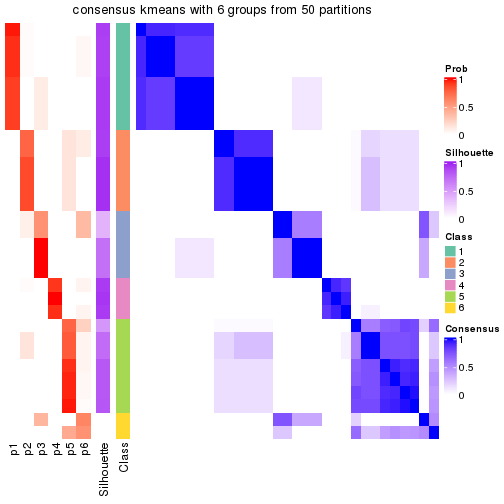 consensus kmeans with 6 groups from 50 partitions
Prob
1
0.5
0
Silhouette
1
0.5
0
Class
1
2
3
4
5
6
Consensus
1
0.5
0
p1 p2 p3 p4 p5 p6 Silhouette Class